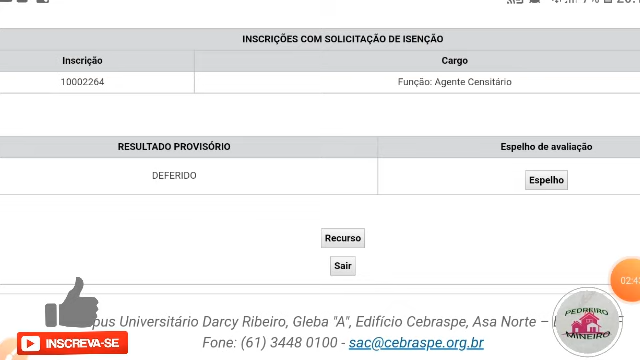 INSCRIÇÕES COM SOLICITAÇÃO DE ISENÇÃO
Inscrição Cargo
10002264 Função: Agente Censitário
RESULTADO PROVISÓRIO Espelho de avaliação
DEFERIDO Espelho
Recurso
Sair
02:4
Universitário Darcy Ribeiro, Gleba "A", Edifício Cebraspe, Asa Norte –
Fone: (61) 3448 0100 - sac@cebraspe.org.br
INSCREVA-SE
PEDREIRO
MINEIRO